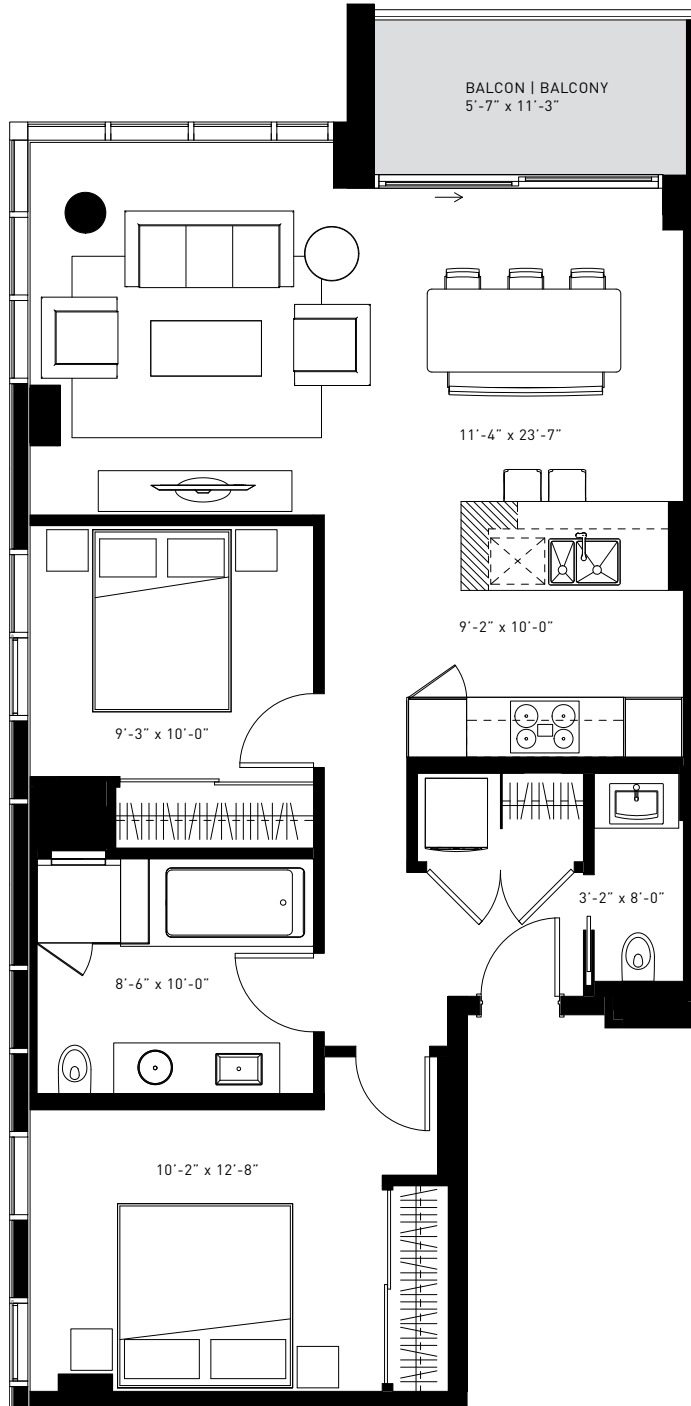 BALCON | BALCONY
5'-7" x 11'-3"
11'-4" x 23'-7"
9'-2" x 10'-0"
9'-3" x 10'-0"
3'-2" x 8'-0"
8'-6" x 10'-0"
10'-2" x 12'-8"